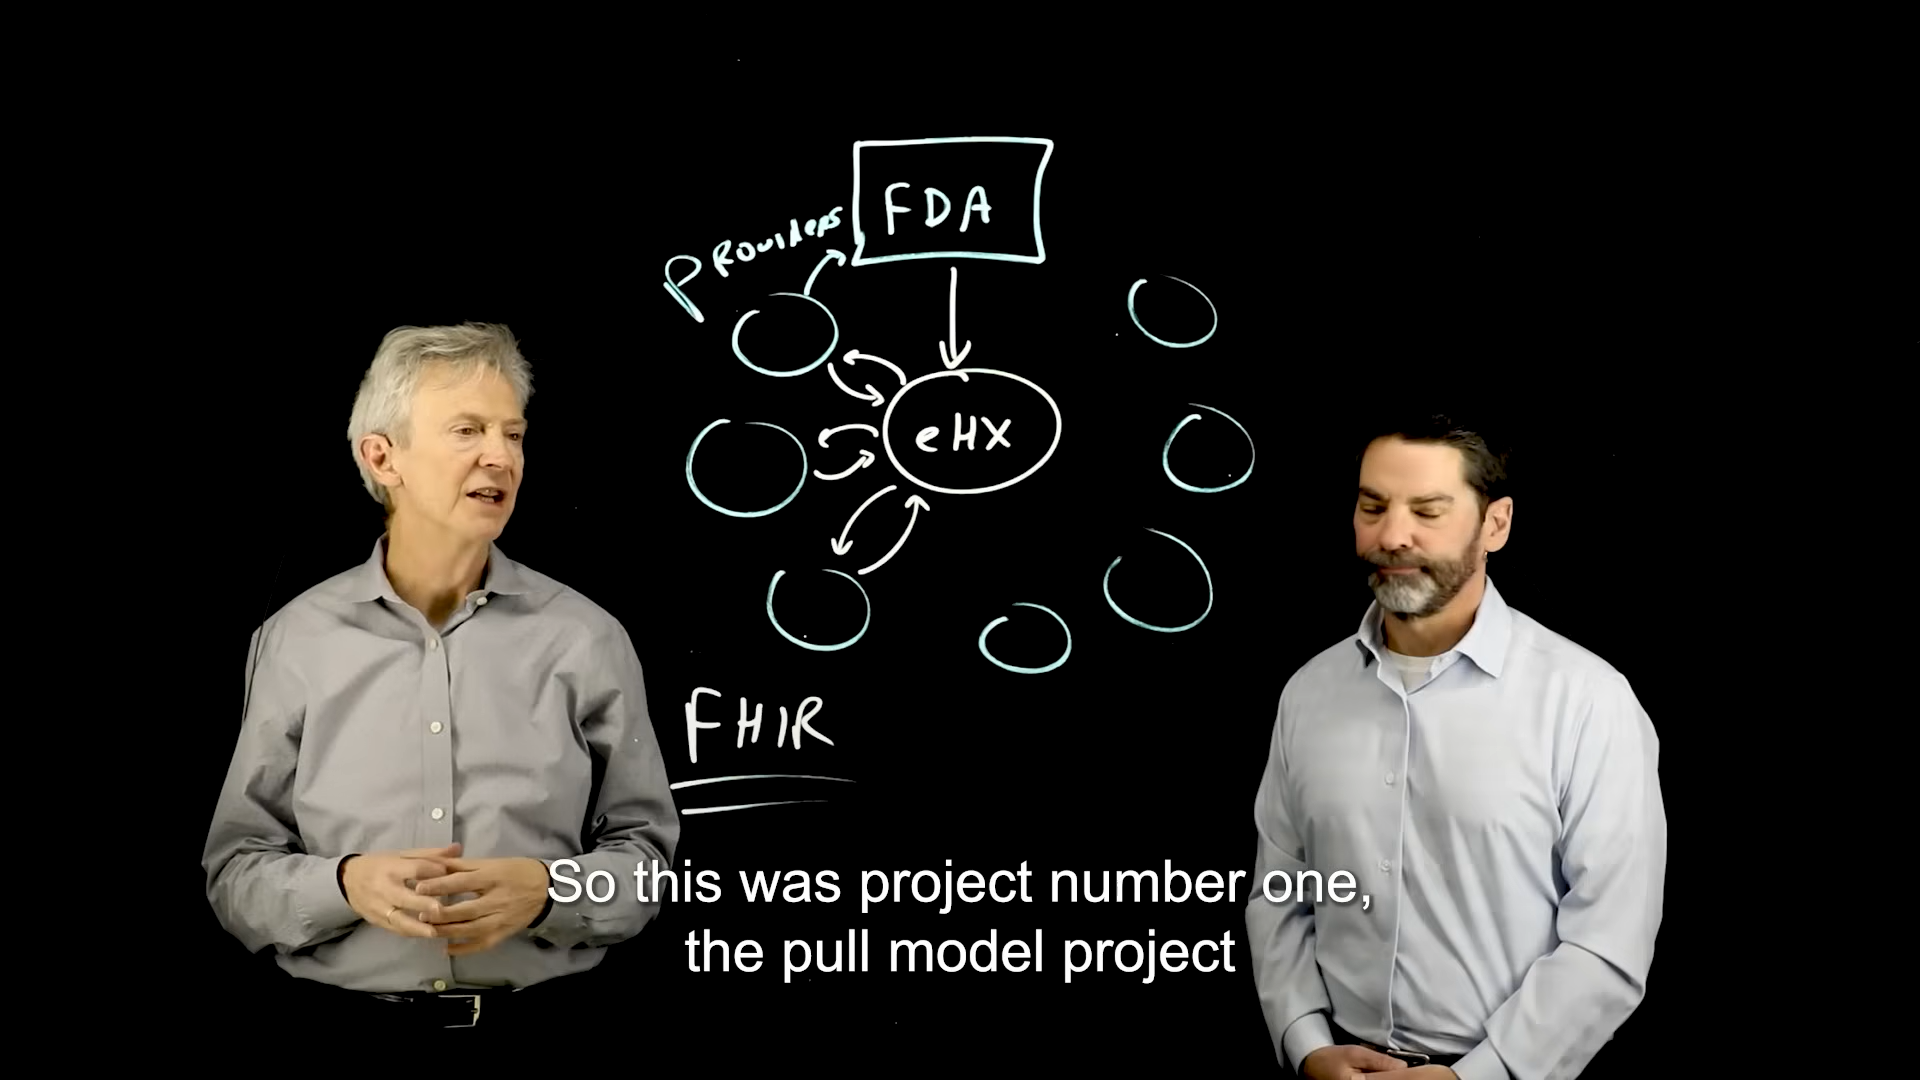 FDA
PROVIDERS
eHX
FHIR
So this was project number one,
the pull model project